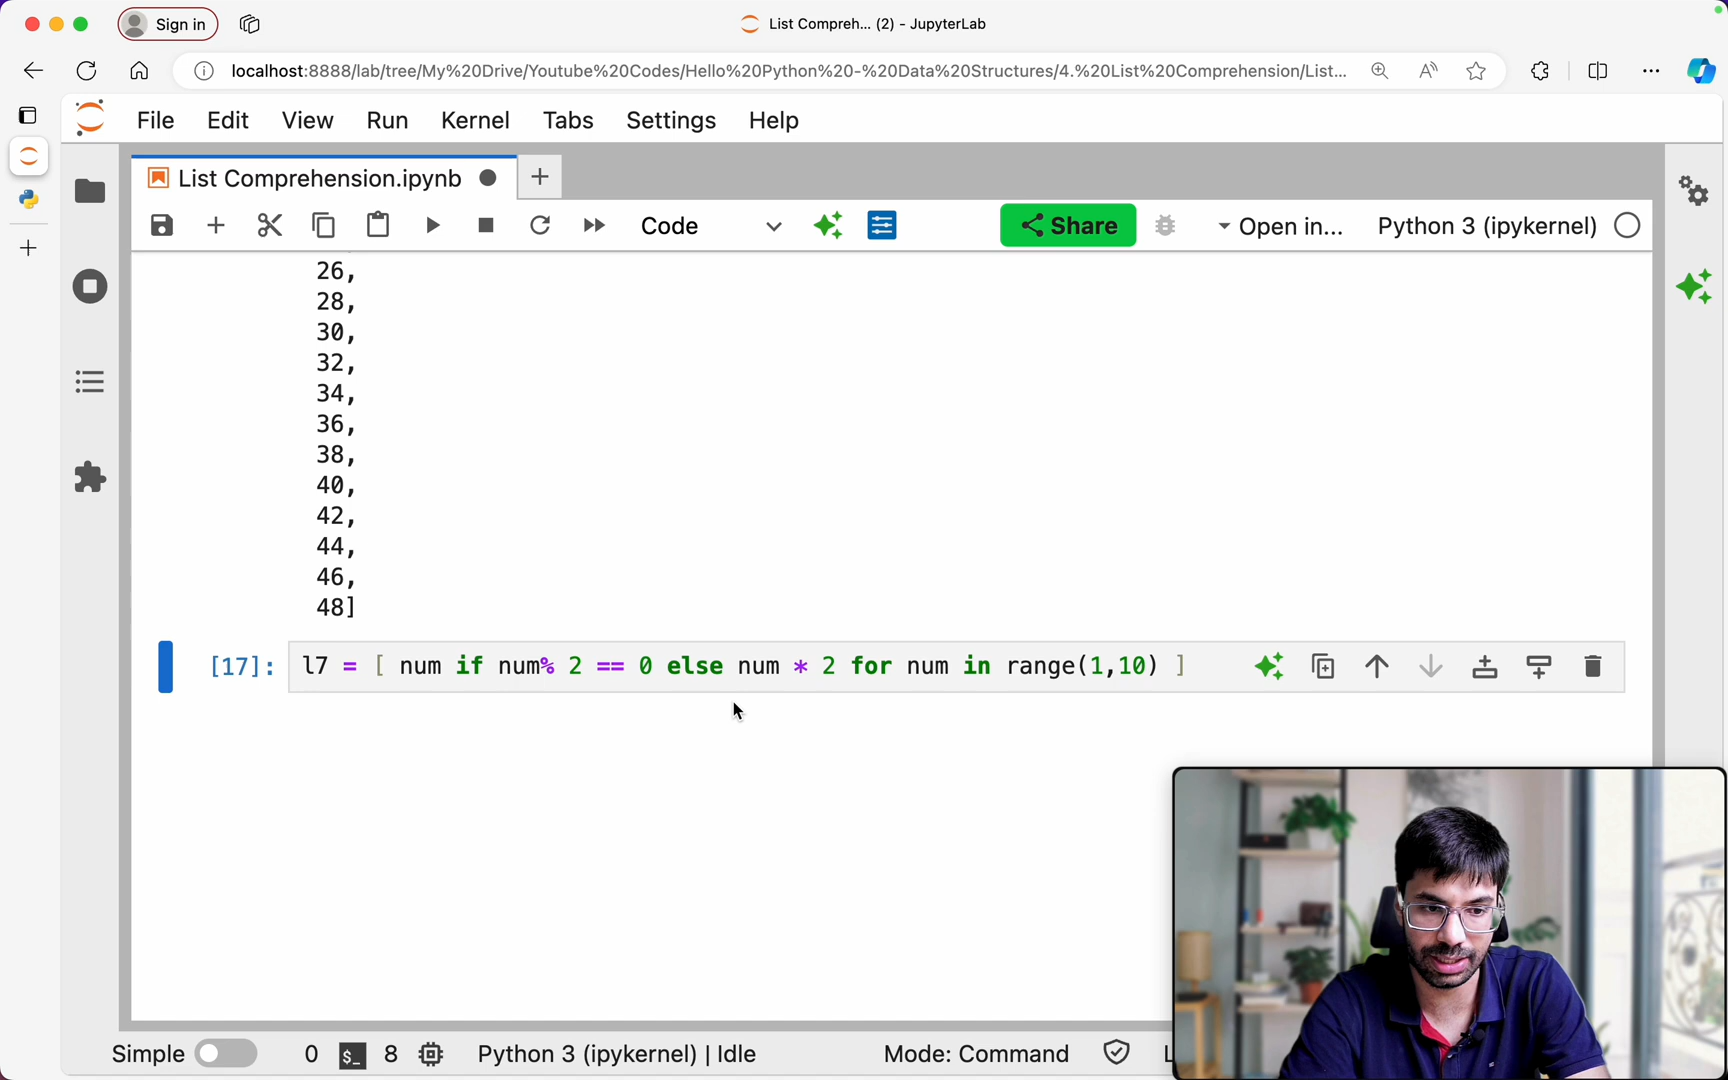 Sign in
List Compreh... (2) - JupyterLab
localhost:8888/lab/tree/My%20Drive/Youtube%20Codes/Hello%20Python%20-%20Data%20Structures/4.%20List%20Comprehension/List...
File Edit View Run Kernel Tabs Settings Help
List Comprehension.ipynb
Code
Share
Open in...
Python 3 (ipykernel)
26,
28,
30,
32,
34,
36,
38,
40,
42,
44,
46,
48]
[17]: l7 = [ num if num% 2 == 0 else num * 2 for num in range(1,10) ]
Simple 0 $_ 8 Python 3 (ipykernel) | Idle Mode: Command L